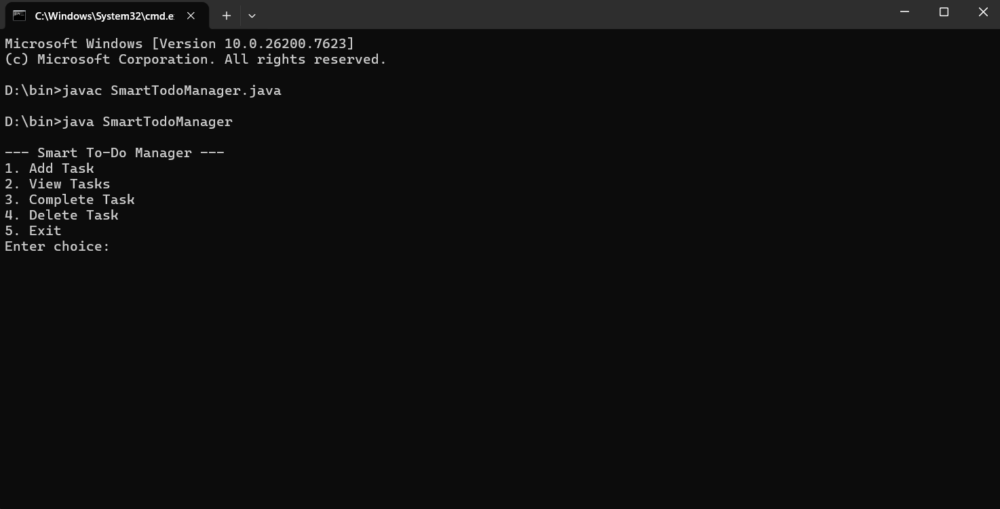 C:\Windows\System32\cmd.e
Microsoft Windows [Version 10.0.26200.7623]
(c) Microsoft Corporation. All rights reserved.
D:\bin>javac SmartTodoManager.java
D:\bin>java SmartTodoManager
--- Smart To-Do Manager ---
1. Add Task
2. View Tasks
3. Complete Task
4. Delete Task
5. Exit
Enter choice: